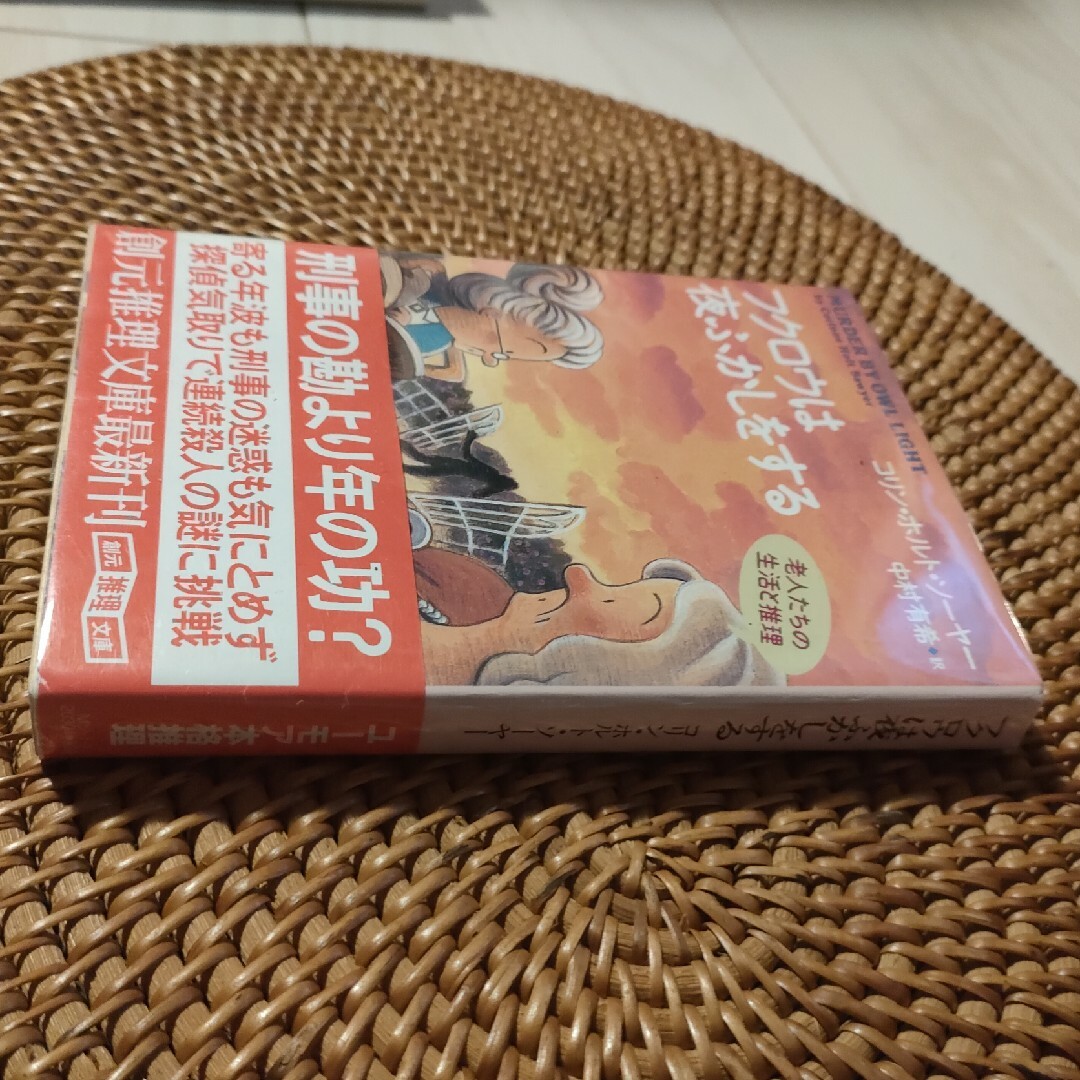 MURDER BY OWL LIGHT
by Corinne Holt Sawyer
フクロウは
夜ふかしをする
コリン・ホルト・ソーヤー
中村有希・訳
老人たちの
生活と推理
刑事の勘より年の功?
寄る年波も刑事の迷惑も気にとめず
探偵気取して連続殺人の謎に挑戦
創元推理文庫最新刊
創元
推理
文庫
フクロウは夜ふかしをする コリン・ホルト・ソーヤー
ユーモア本格推理